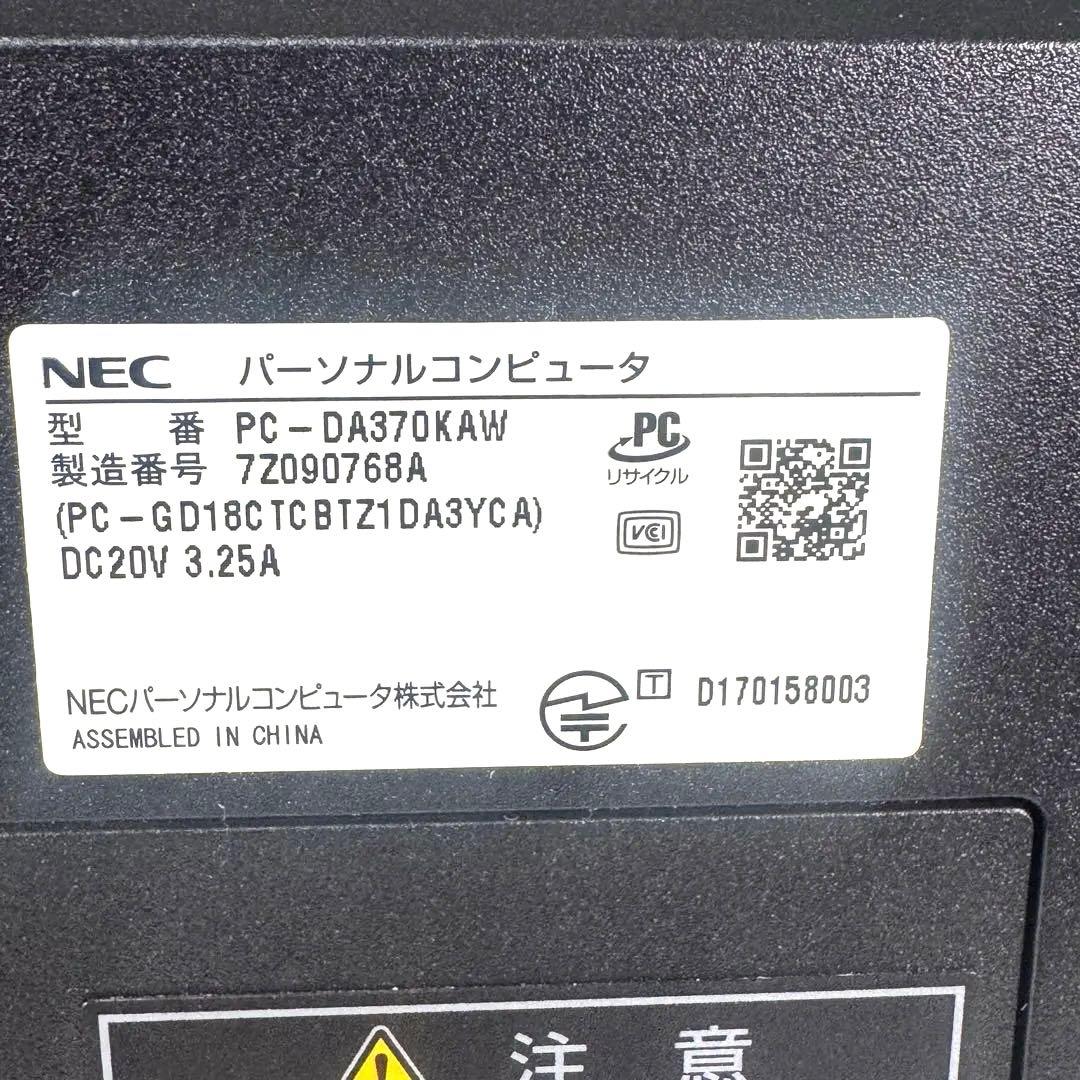 NEC パーソナルコンピュータ
型 番 PC-DA370KAW
製造番号 7Z090768A
(PC-GD18CTCBTZ1DA3YCA)
DC20V 3.25A
PC
リサイクル
VCCI
NECパーソナルコンピュータ株式会社
ASSEMBLED IN CHINA
T D170158003
注 意